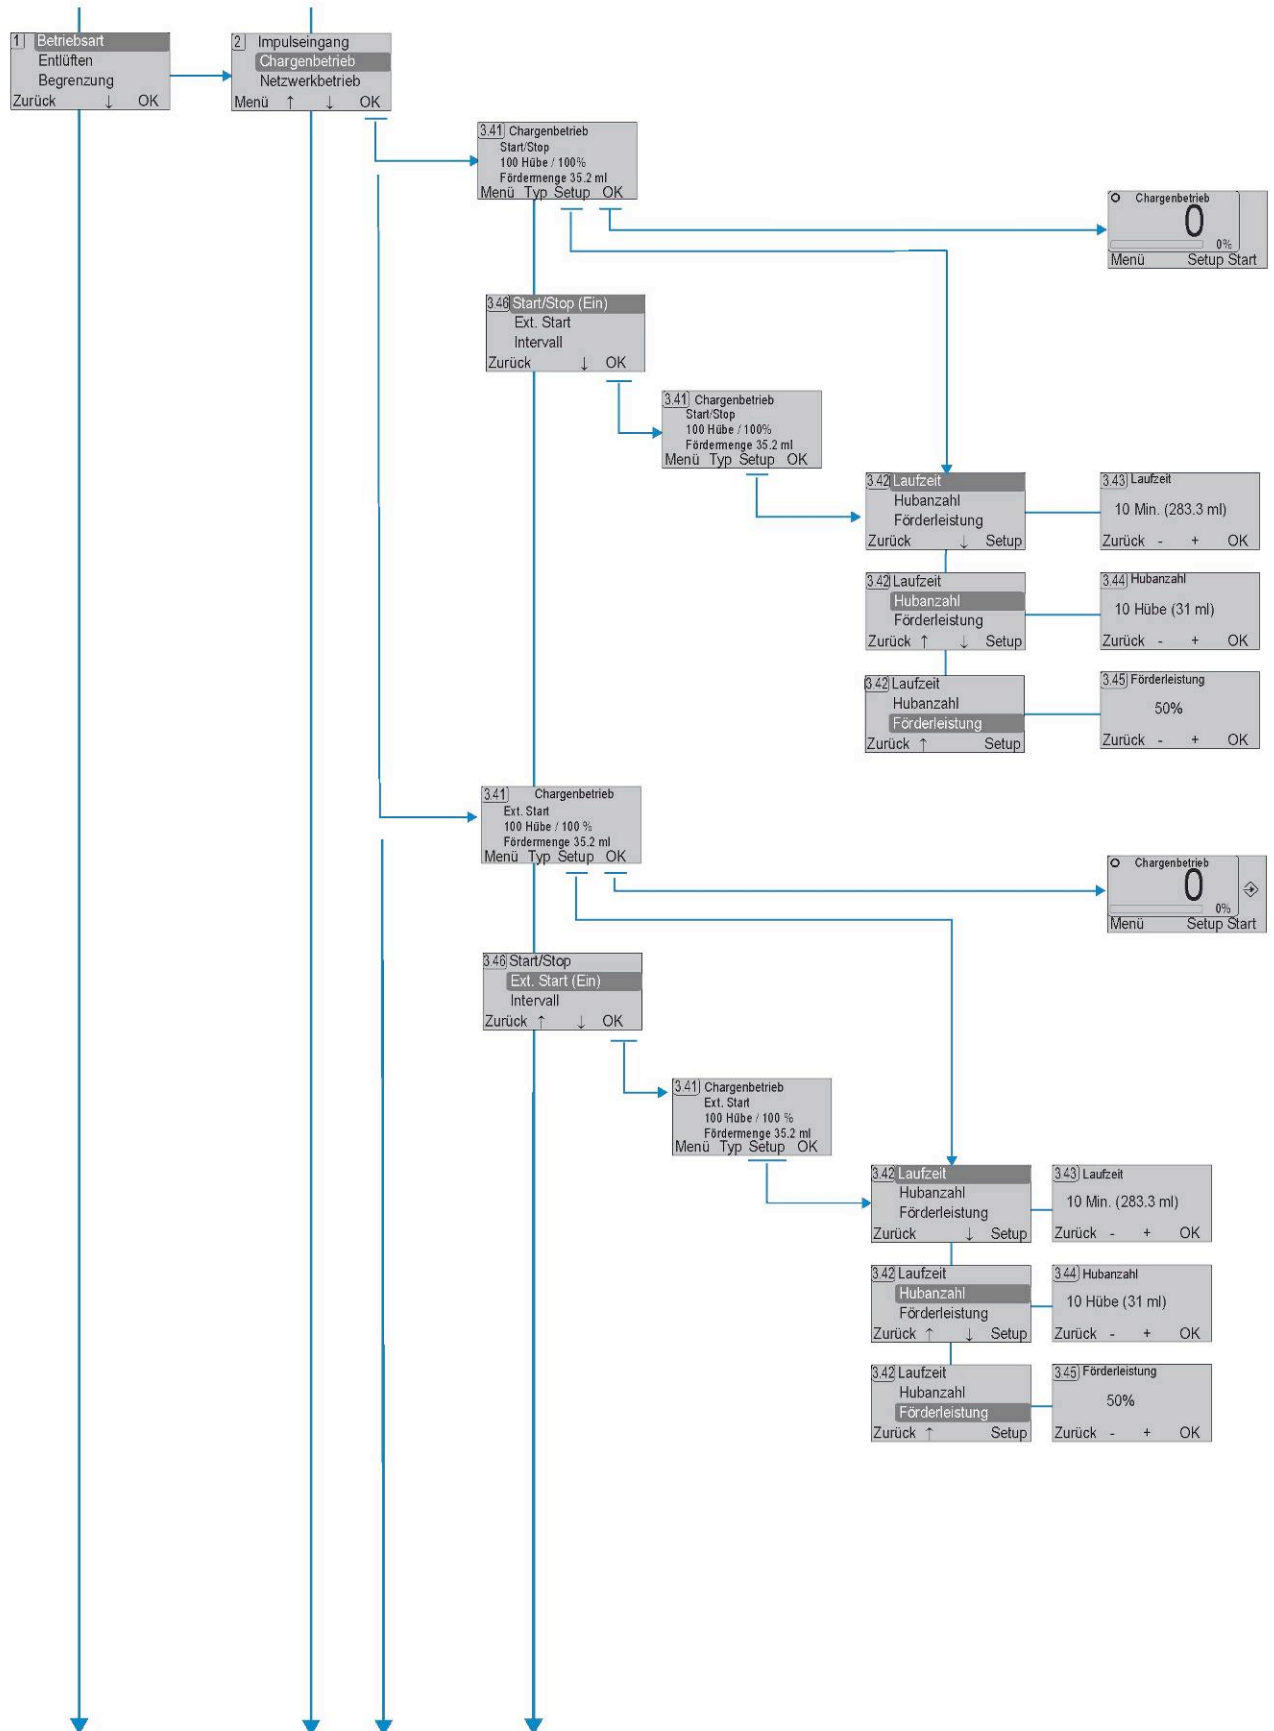 1 Betriebsart
Entlüften
Begrenzung
Zurück ↓ OK
2 Impulseingang
Chargenbetrieb
Netzwerkbetrieb
Menü ↑ ↓ OK
3.41 Chargenbetrieb
Start/Stop
100 Hübe / 100%
Fördermenge 35.2 ml
Menü Typ Setup OK
Chargenbetrieb
0
0%
Menü Setup Start
3.46 Start/Stop (Ein)
Ext. Start
Intervall
Zurück ↓ OK
3.41 Chargenbetrieb
Start/Stop
100 Hübe / 100%
Fördermenge 35.2 ml
Menü Typ Setup OK
3.42 Laufzeit
Hubanzahl
Förderleistung
Zurück ↓ Setup
3.43 Laufzeit
10 Min. (283.3 ml)
Zurück - + OK
3.42 Laufzeit
Hubanzahl
Förderleistung
Zurück ↑ ↓ Setup
3.44 Hubanzahl
10 Hübe (31 ml)
Zurück - + OK
3.42 Laufzeit
Hubanzahl
Förderleistung
Zurück ↑ Setup
3.45 Förderleistung
50%
Zurück - + OK
3.41 Chargenbetrieb
Ext. Start
100 Hübe / 100 %
Fördermenge 35.2 ml
Menü Typ Setup OK
Chargenbetrieb
0
0%
Menü Setup Start
3.46 Start/Stop
Ext. Start (Ein)
Intervall
Zurück ↑ ↓ OK
3.41 Chargenbetrieb
Ext. Start
100 Hübe / 100 %
Fördermenge 35.2 ml
Menü Typ Setup OK
3.42 Laufzeit
Hubanzahl
Förderleistung
Zurück ↓ Setup
3.43 Laufzeit
10 Min. (283.3 ml)
Zurück - + OK
3.42 Laufzeit
Hubanzahl
Förderleistung
Zurück ↑ ↓ Setup
3.44 Hubanzahl
10 Hübe (31 ml)
Zurück - + OK
3.42 Laufzeit
Hubanzahl
Förderleistung
Zurück ↑ Setup
3.45 Förderleistung
50%
Zurück - + OK